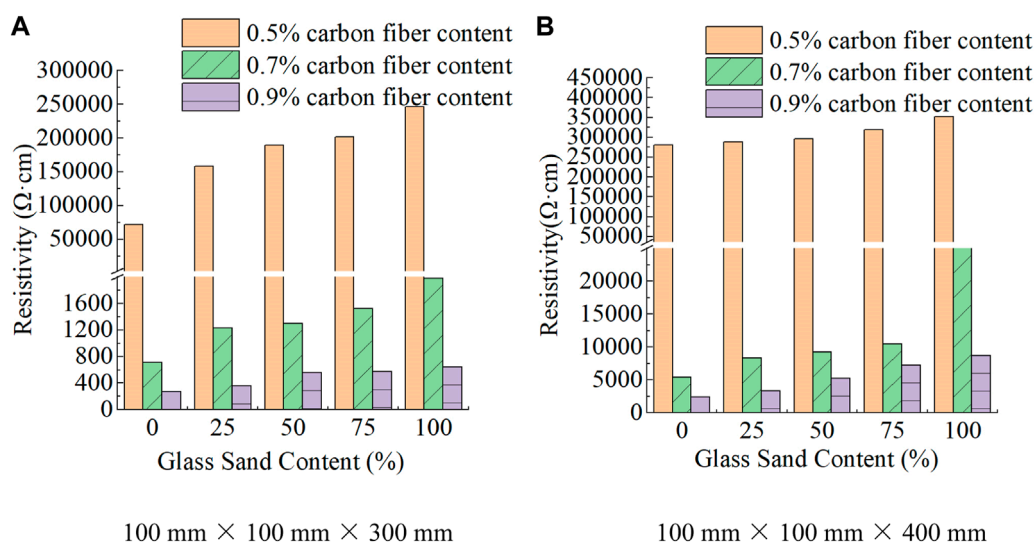 A
0.5% carbon fiber content
0.7% carbon fiber content
0.9% carbon fiber content
Resistivity (Ω·cm)
300000
250000
200000
150000
100000
50000
1600
1200
800
400
0
0 25 50 75 100
Glass Sand Content (%)
100 mm × 100 mm × 300 mm
B
0.5% carbon fiber content
0.7% carbon fiber content
0.9% carbon fiber content
Resistivity(Ω·cm)
450000
400000
350000
300000
250000
200000
150000
100000
50000
20000
15000
10000
5000
0
0 25 50 75 100
Glass Sand Content (%)
100 mm × 100 mm × 400 mm